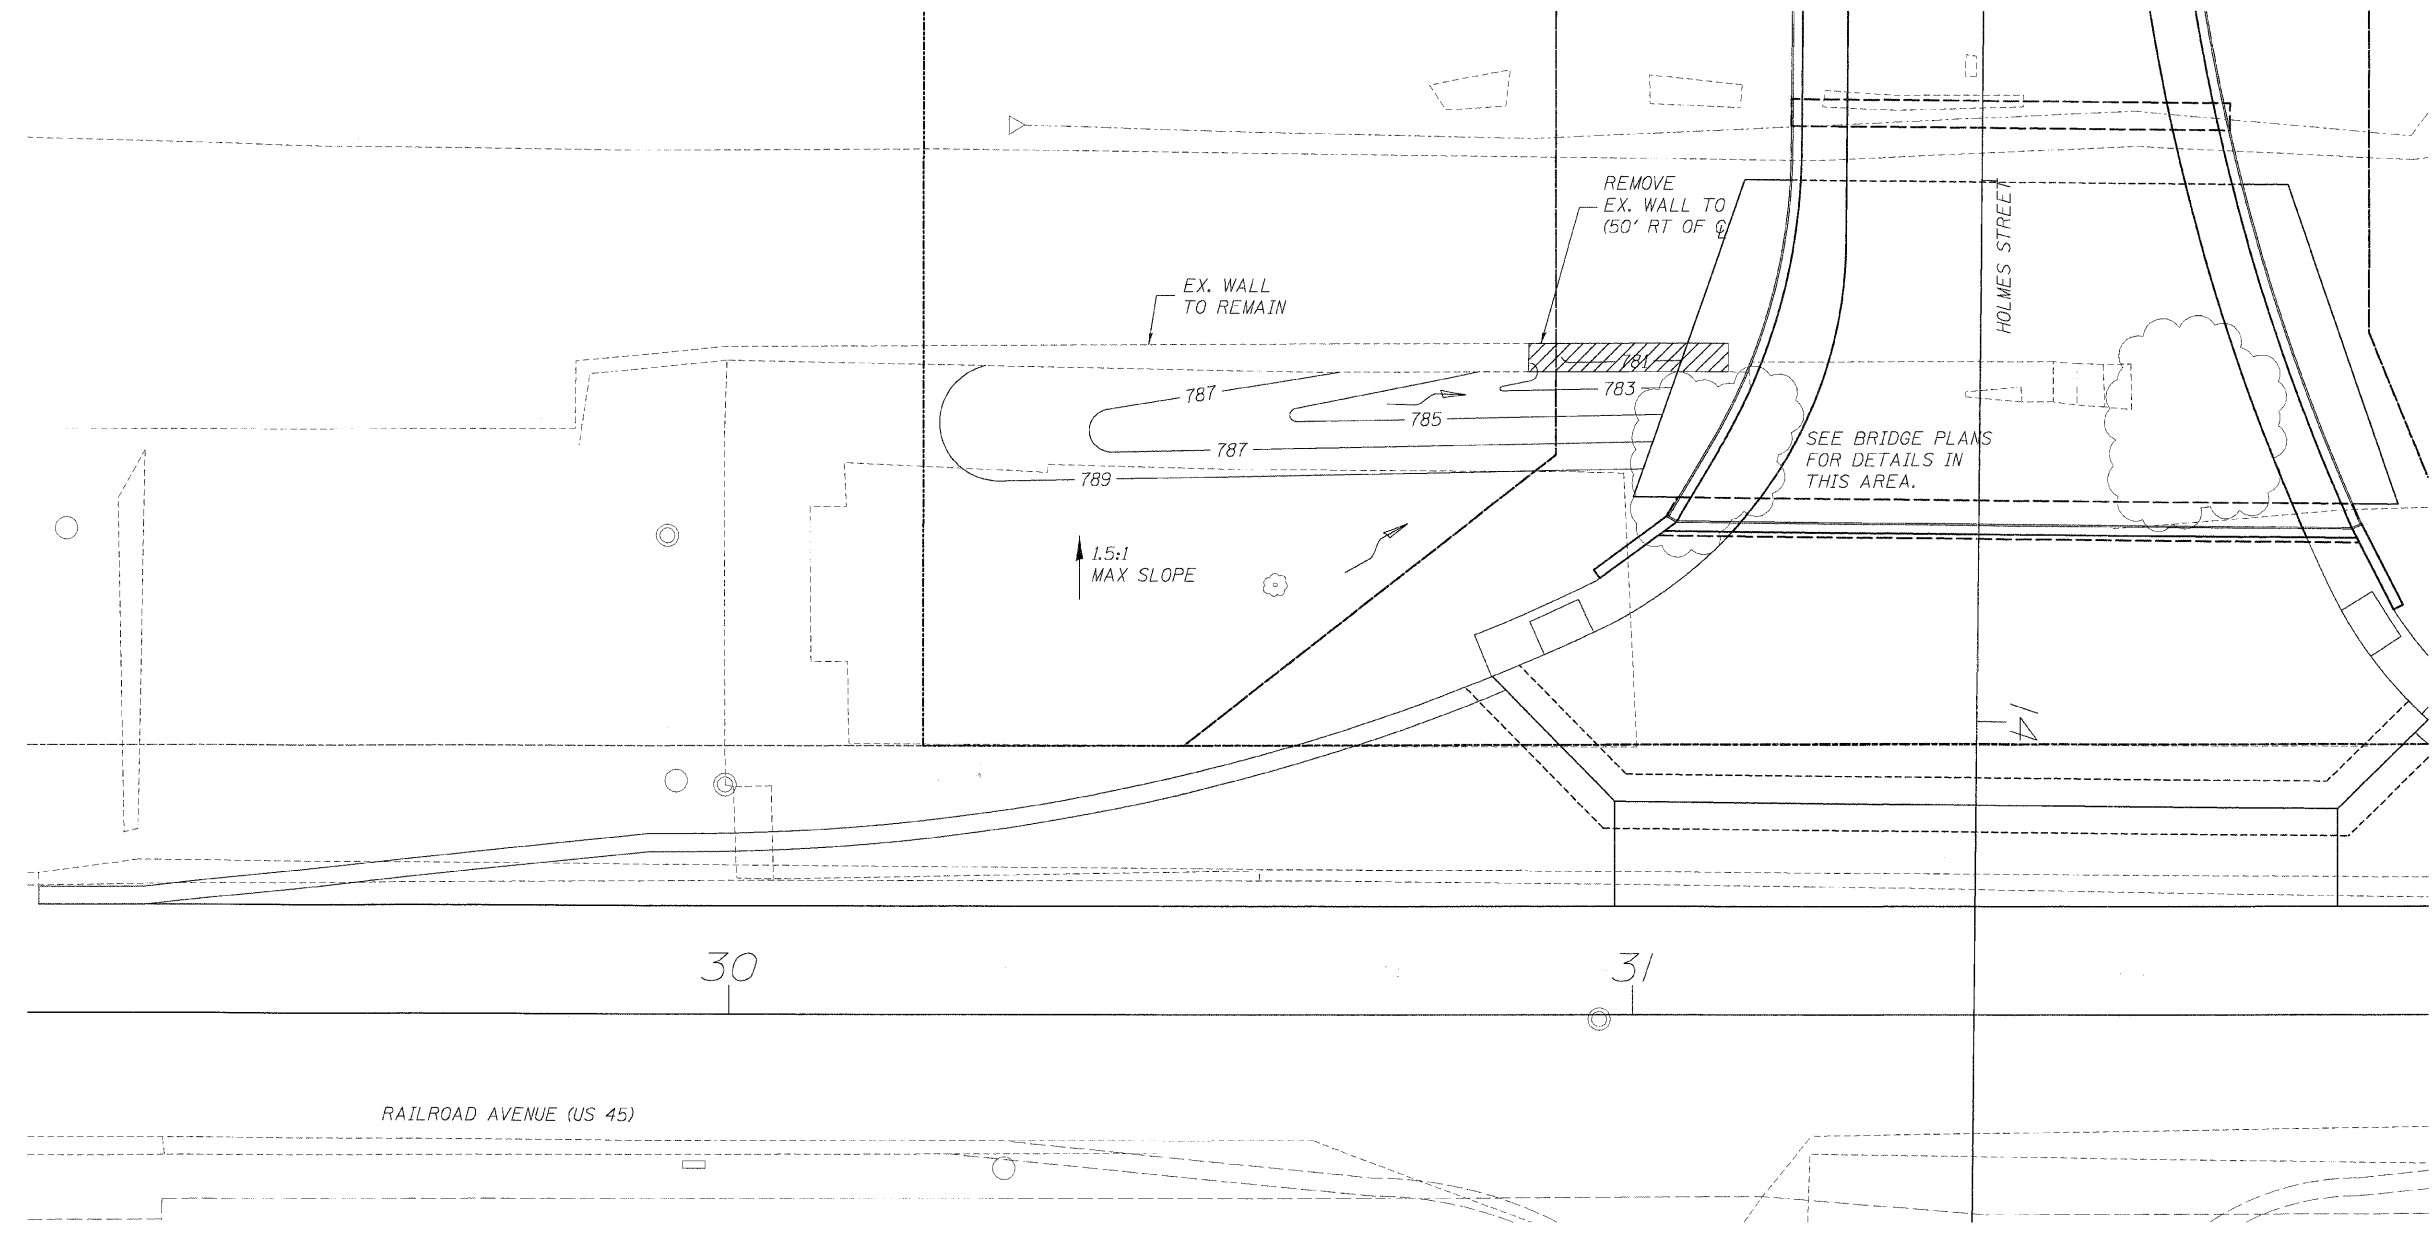 REMOVE
EX. WALL TO
(50' RT OF ℄
HOLMES STREET
EX. WALL
TO REMAIN
781
787
783
785
787
789
SEE BRIDGE PLANS
FOR DETAILS IN
THIS AREA.
1.5:1
MAX SLOPE
14
30
31
RAILROAD AVENUE (US 45)